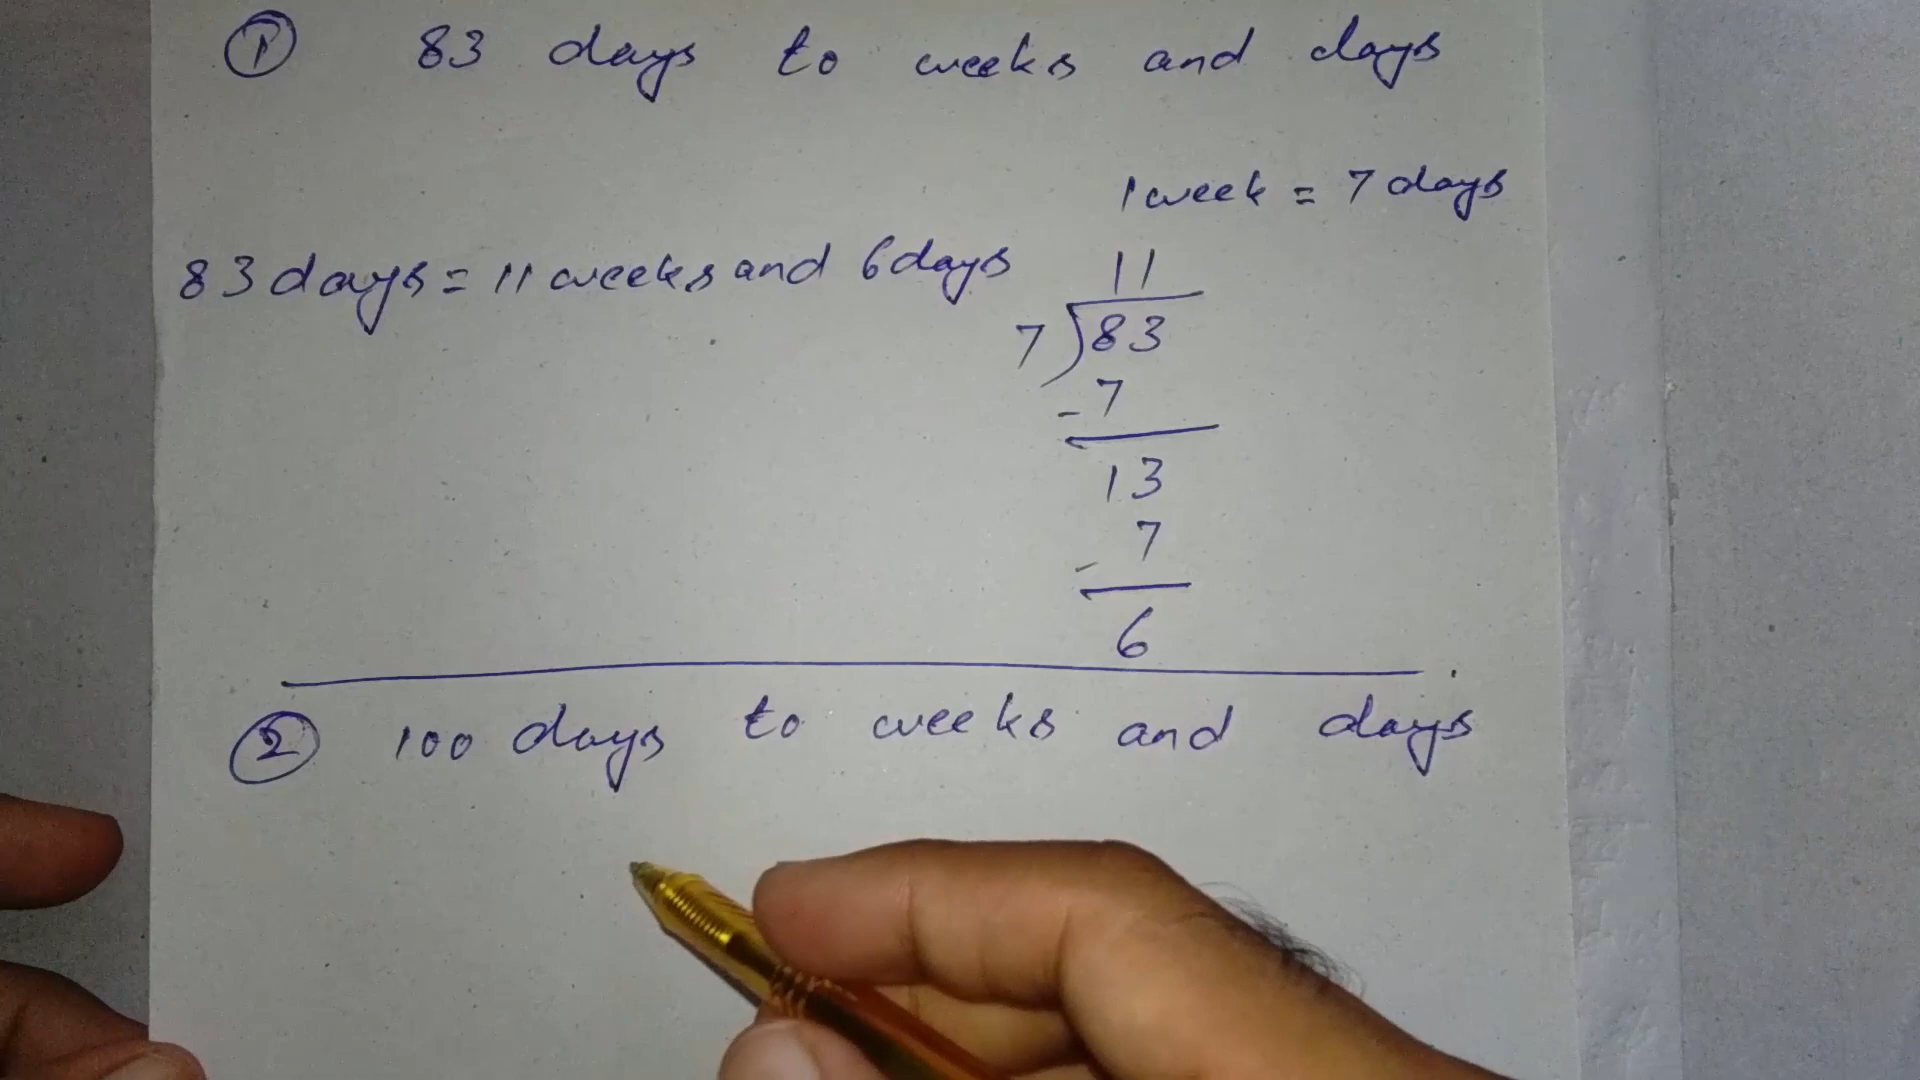 ① 83 days to weeks and days
1 week = 7 days
83 days = 11 weeks and 6 days
11
7)83
-7
13
-7
6
② 100 days to weeks and days